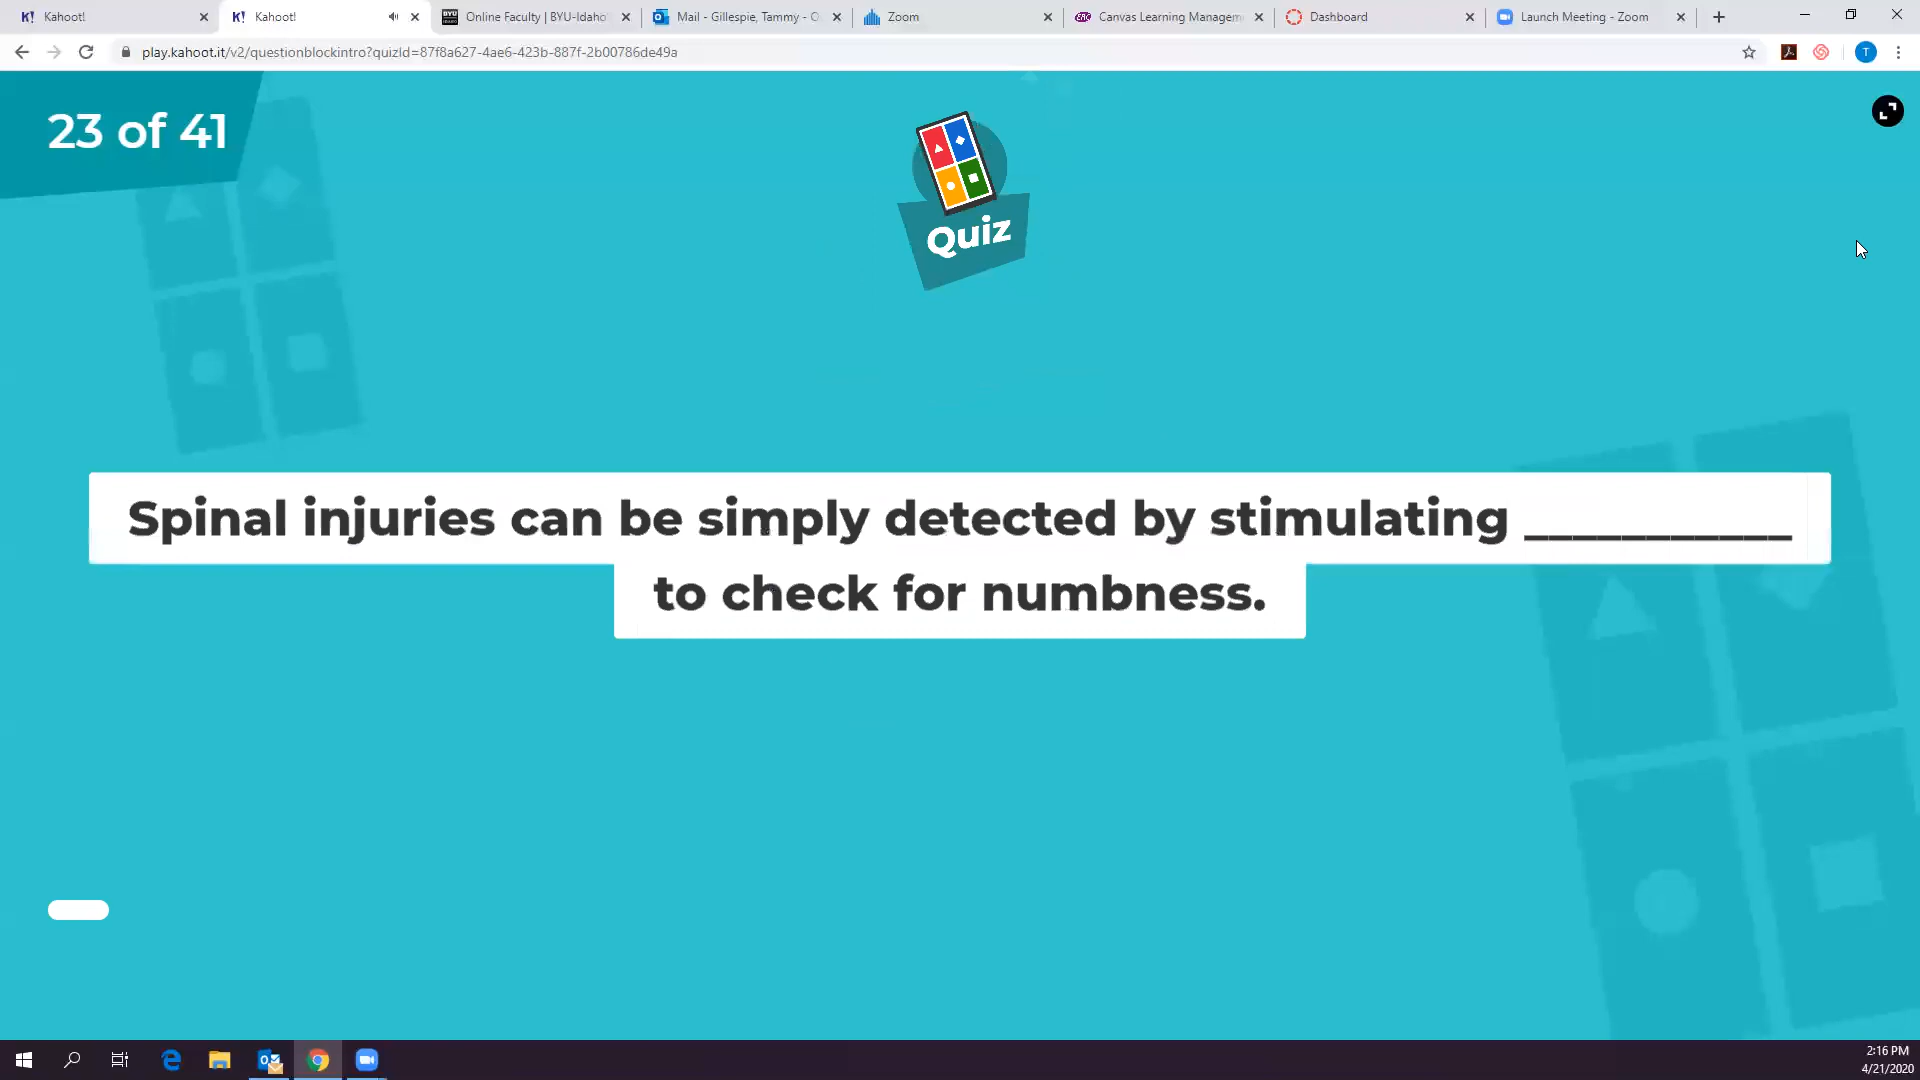 Kahoot!
Kahoot!
Online Faculty | BYU-Idaho
Mail - Gillespie, Tammy - O
Zoom
Canvas Learning Managem
Dashboard
Launch Meeting - Zoom
play.kahoot.it/v2/questionblockintro?quizId=87f8a627-4ae6-423b-887f-2b00786de49a
T
23 of 41
Quiz
Spinal injuries can be simply detected by stimulating ___________
to check for numbness.
2:16 PM
4/21/2020